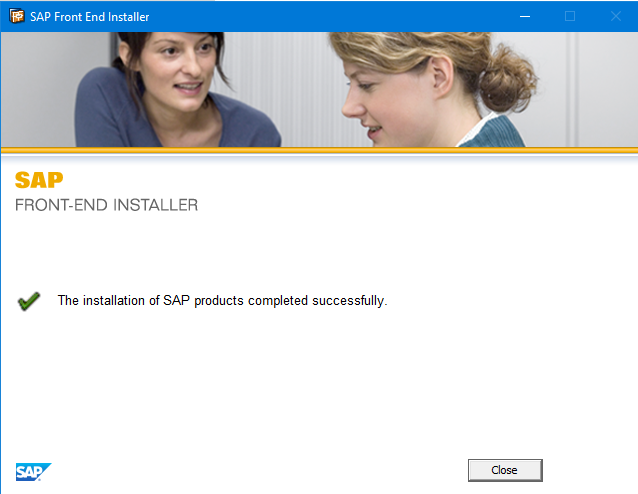 SAP Front End Installer
SAP
FRONT-END INSTALLER
The installation of SAP products completed successfully.
SAP
Close